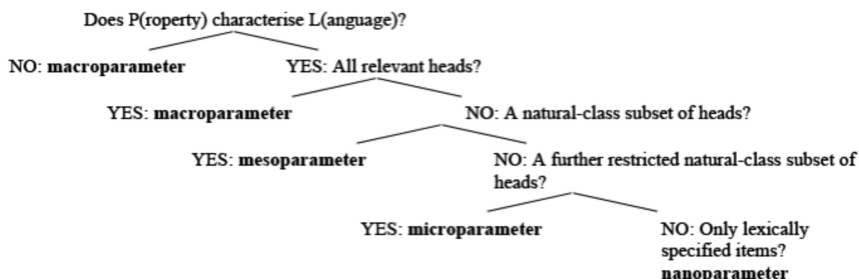 Does P(roperty) characterise L(anguage)?
NO: macroparameter
YES: All relevant heads?
YES: macroparameter
NO: A natural-class subset of heads?
YES: mesoparameter
NO: A further restricted natural-class subset of
heads?
YES: microparameter
NO: Only lexically
specified items?
nanoparameter